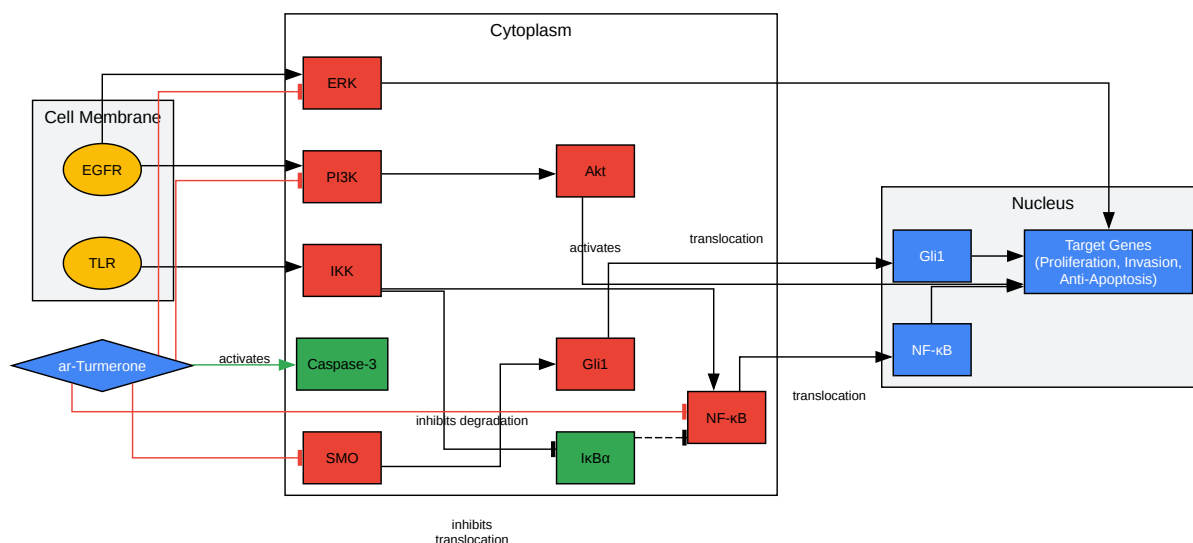 Cytoplasm
ERK
Cell Membrane
EGFR
PI3K
Akt
Nucleus
activates
translocation
TLR
IKK
Gli1
Target Genes
(Proliferation, Invasion,
Anti-Apoptosis)
ar-Turmerone
activates
Caspase-3
Gli1
NF-κB
translocation
inhibits degradation
NF-κB
SMO
IκBα
inhibits
translocation